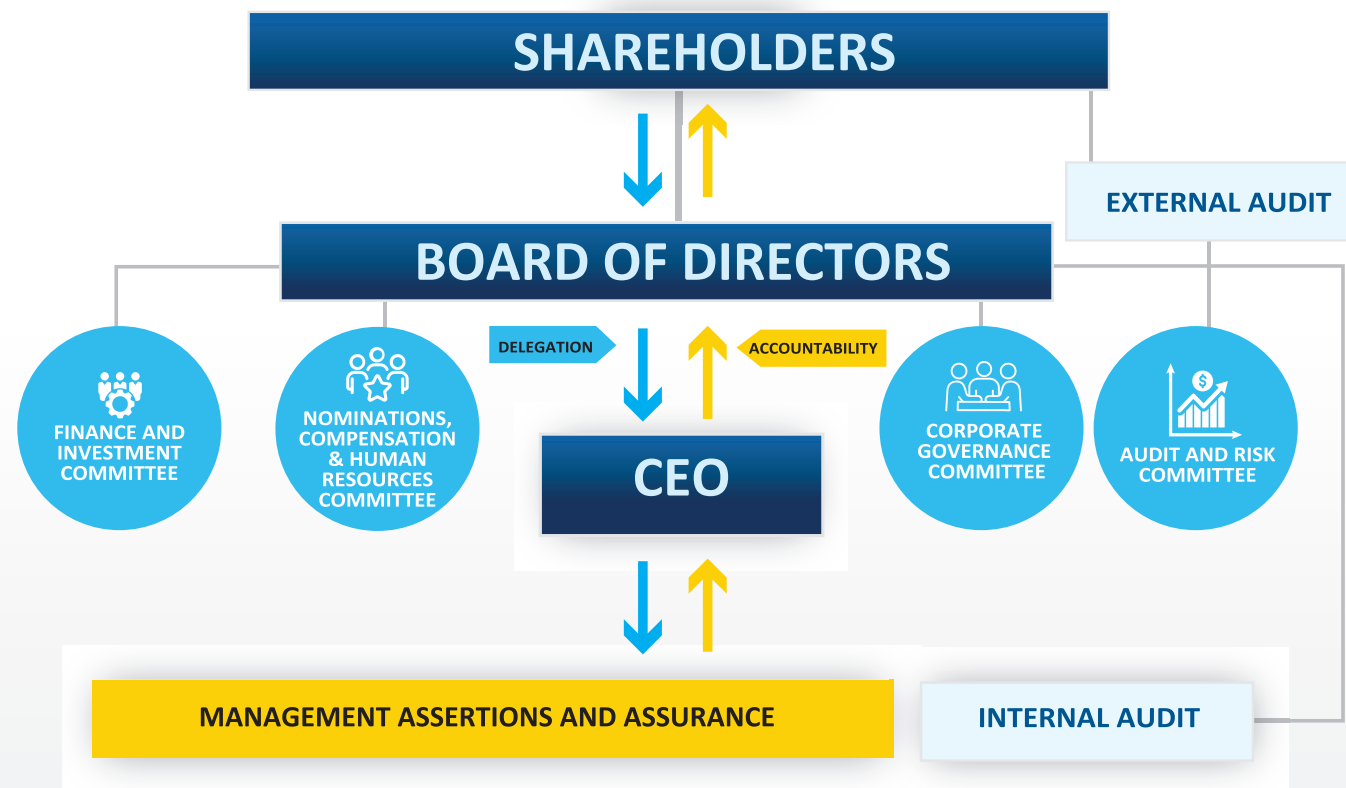 SHAREHOLDERS
EXTERNAL AUDIT
BOARD OF DIRECTORS
DELEGATION
ACCOUNTABILITY
FINANCE AND
INVESTMENT
COMMITTEE
NOMINATIONS,
COMPENSATION
& HUMAN
RESOURCES
COMMITTEE
CEO
CORPORATE
GOVERNANCE
COMMITTEE
$
AUDIT AND RISK
COMMITTEE
MANAGEMENT ASSERTIONS AND ASSURANCE
INTERNAL AUDIT